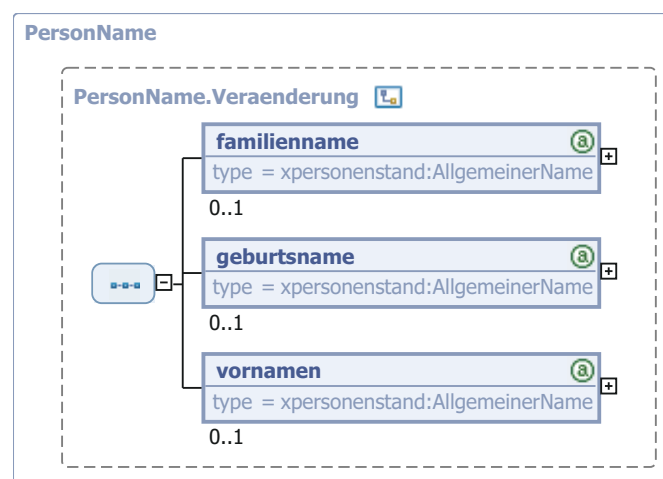 PersonName
PersonName.Veraenderung
familienname a
type = xpersonenstand:AllgemeinerName
0..1
geburtsname a
type = xpersonenstand:AllgemeinerName
0..1
vornamen a
type = xpersonenstand:AllgemeinerName
0..1